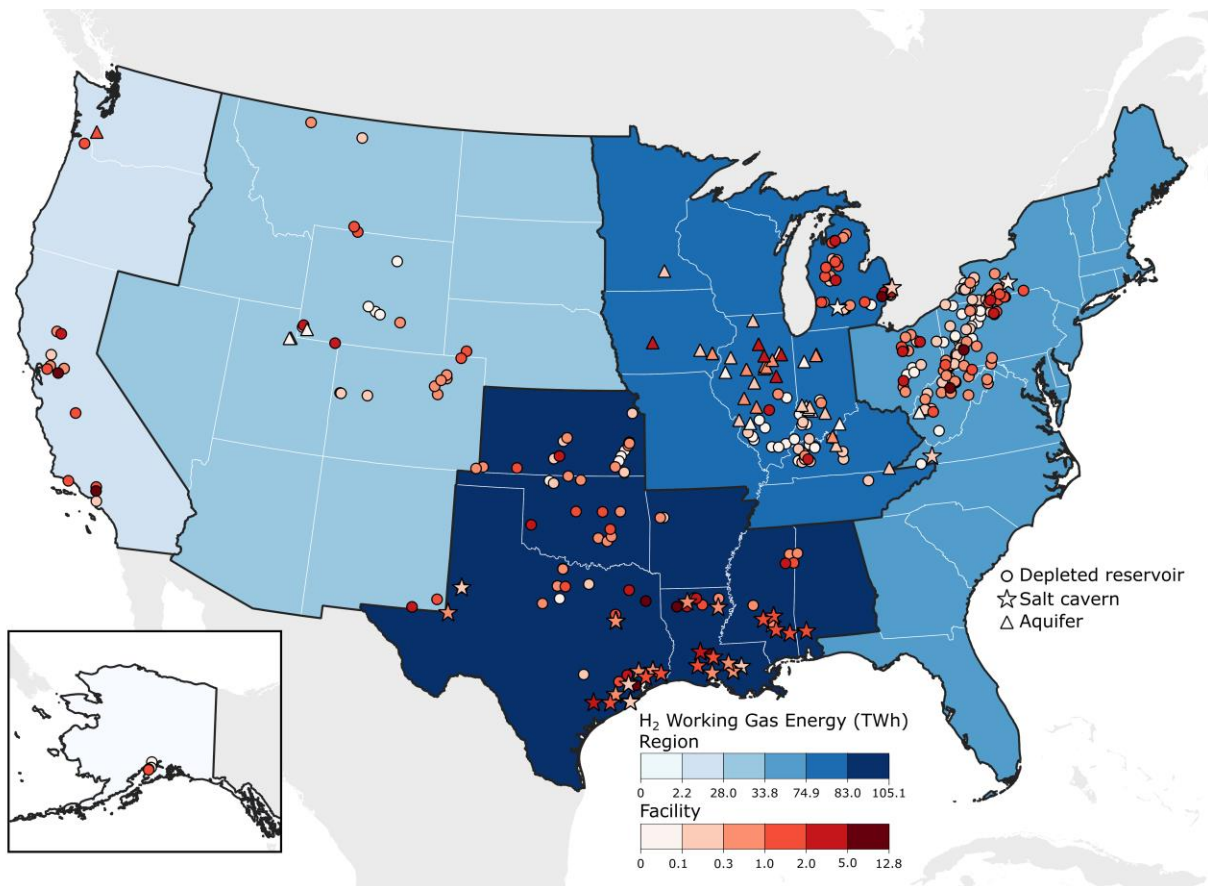 Depleted reservoir
Salt cavern
Aquifer
H₂ Working Gas Energy (TWh)
Region
0 2.2 28.0 33.8 74.9 83.0 105.1
Facility
0 0.1 0.3 1.0 2.0 5.0 12.8